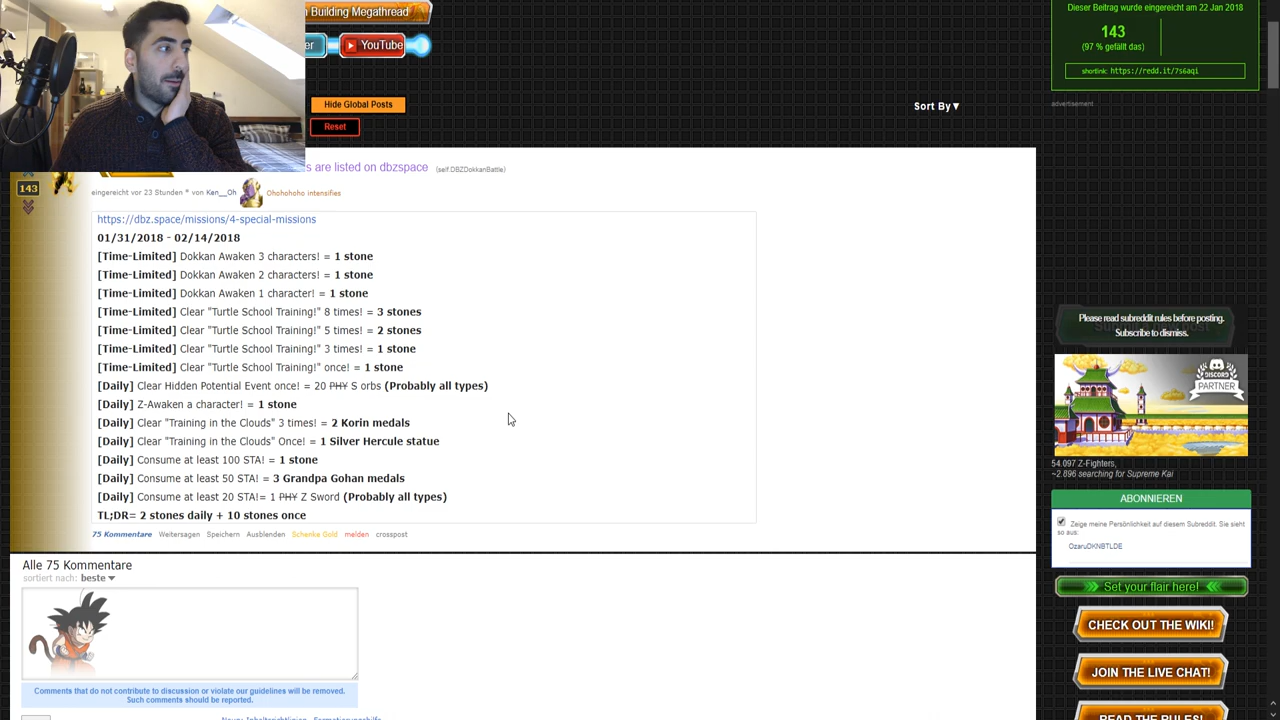 Building Megathread
YouTube
Hide Global Posts
Reset
Sort By▼
Dieser Beitrag wurde eingereicht am 22 Jan 2018
143
(97 % gefällt das)
shortlink: https://redd.it/7s6aqi
advertisement
s are listed on dbzspace (self.DBZDokkanBattle)
143
eingereicht vor 23 Stunden * von Ken__Oh Ohohohoho intensifies
https://dbz.space/missions/4-special-missions
01/31/2018 - 02/14/2018
[Time-Limited] Dokkan Awaken 3 characters! = 1 stone
[Time-Limited] Dokkan Awaken 2 characters! = 1 stone
[Time-Limited] Dokkan Awaken 1 character! = 1 stone
[Time-Limited] Clear "Turtle School Training!" 8 times! = 3 stones
[Time-Limited] Clear "Turtle School Training!" 5 times! = 2 stones
[Time-Limited] Clear "Turtle School Training!" 3 times! = 1 stone
[Time-Limited] Clear "Turtle School Training!" once! = 1 stone
[Daily] Clear Hidden Potential Event once! = 20 PHY S orbs (Probably all types)
[Daily] Z-Awaken a character! = 1 stone
[Daily] Clear "Training in the Clouds" 3 times! = 2 Korin medals
[Daily] Clear "Training in the Clouds" Once! = 1 Silver Hercule statue
[Daily] Consume at least 100 STA! = 1 stone
[Daily] Consume at least 50 STA! = 3 Grandpa Gohan medals
[Daily] Consume at least 20 STA!= 1 PHY Z Sword (Probably all types)
TL;DR= 2 stones daily + 10 stones once
75 Kommentare Weitersagen Speichern Ausblenden Schenke Gold melden crosspost
Alle 75 Kommentare
sortiert nach: beste
Comments that do not contribute to discussion or violate our guidelines will be removed.
Such comments should be reported.
Neue: Inhaltsrichtlinien Formatierungshilfe
Please read subreddit rules before posting.
Subscribe to dismiss.
DISCORD
PARTNER
54.097 Z-Fighters,
~2.896 searching for Supreme Kai
ABONNIEREN
Zeige meine Persönlichkeit auf diesem Subreddit. Sie sieht
so aus:
OzaruDKNBTLDE
Set your flair here!
CHECK OUT THE WIKI!
JOIN THE LIVE CHAT!
READ THE RULES!